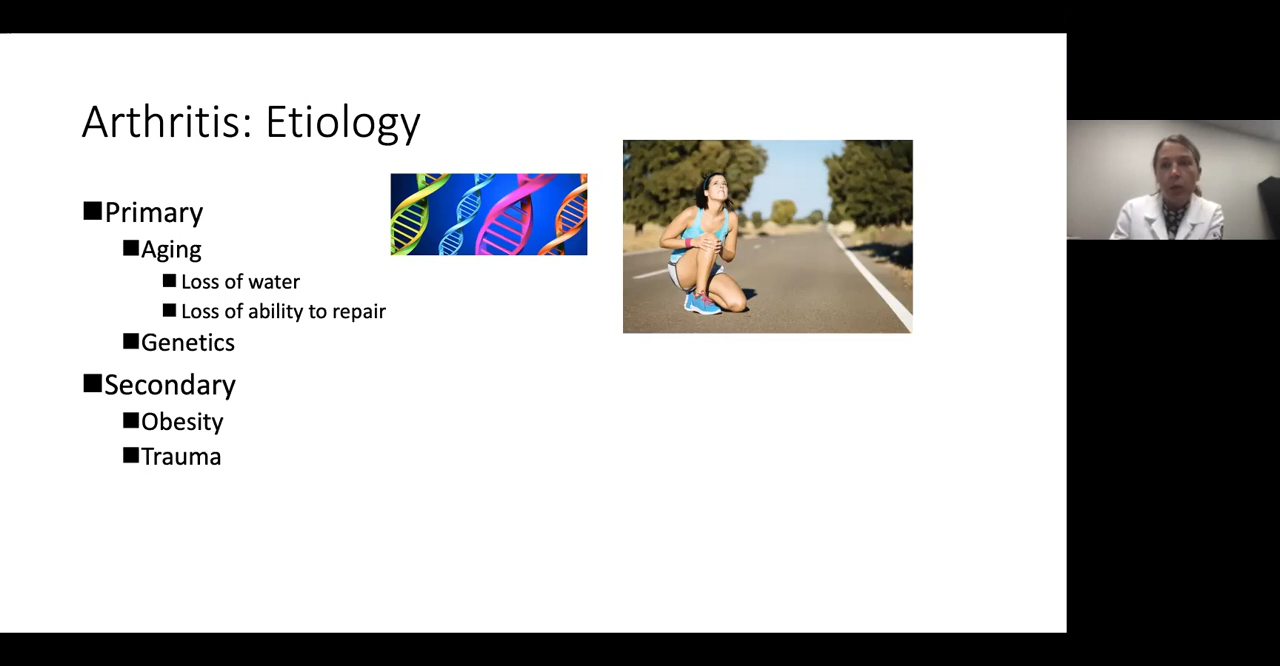 Arthritis: Etiology
Primary
Aging
Loss of water
Loss of ability to repair
Genetics
Secondary
Obesity
Trauma